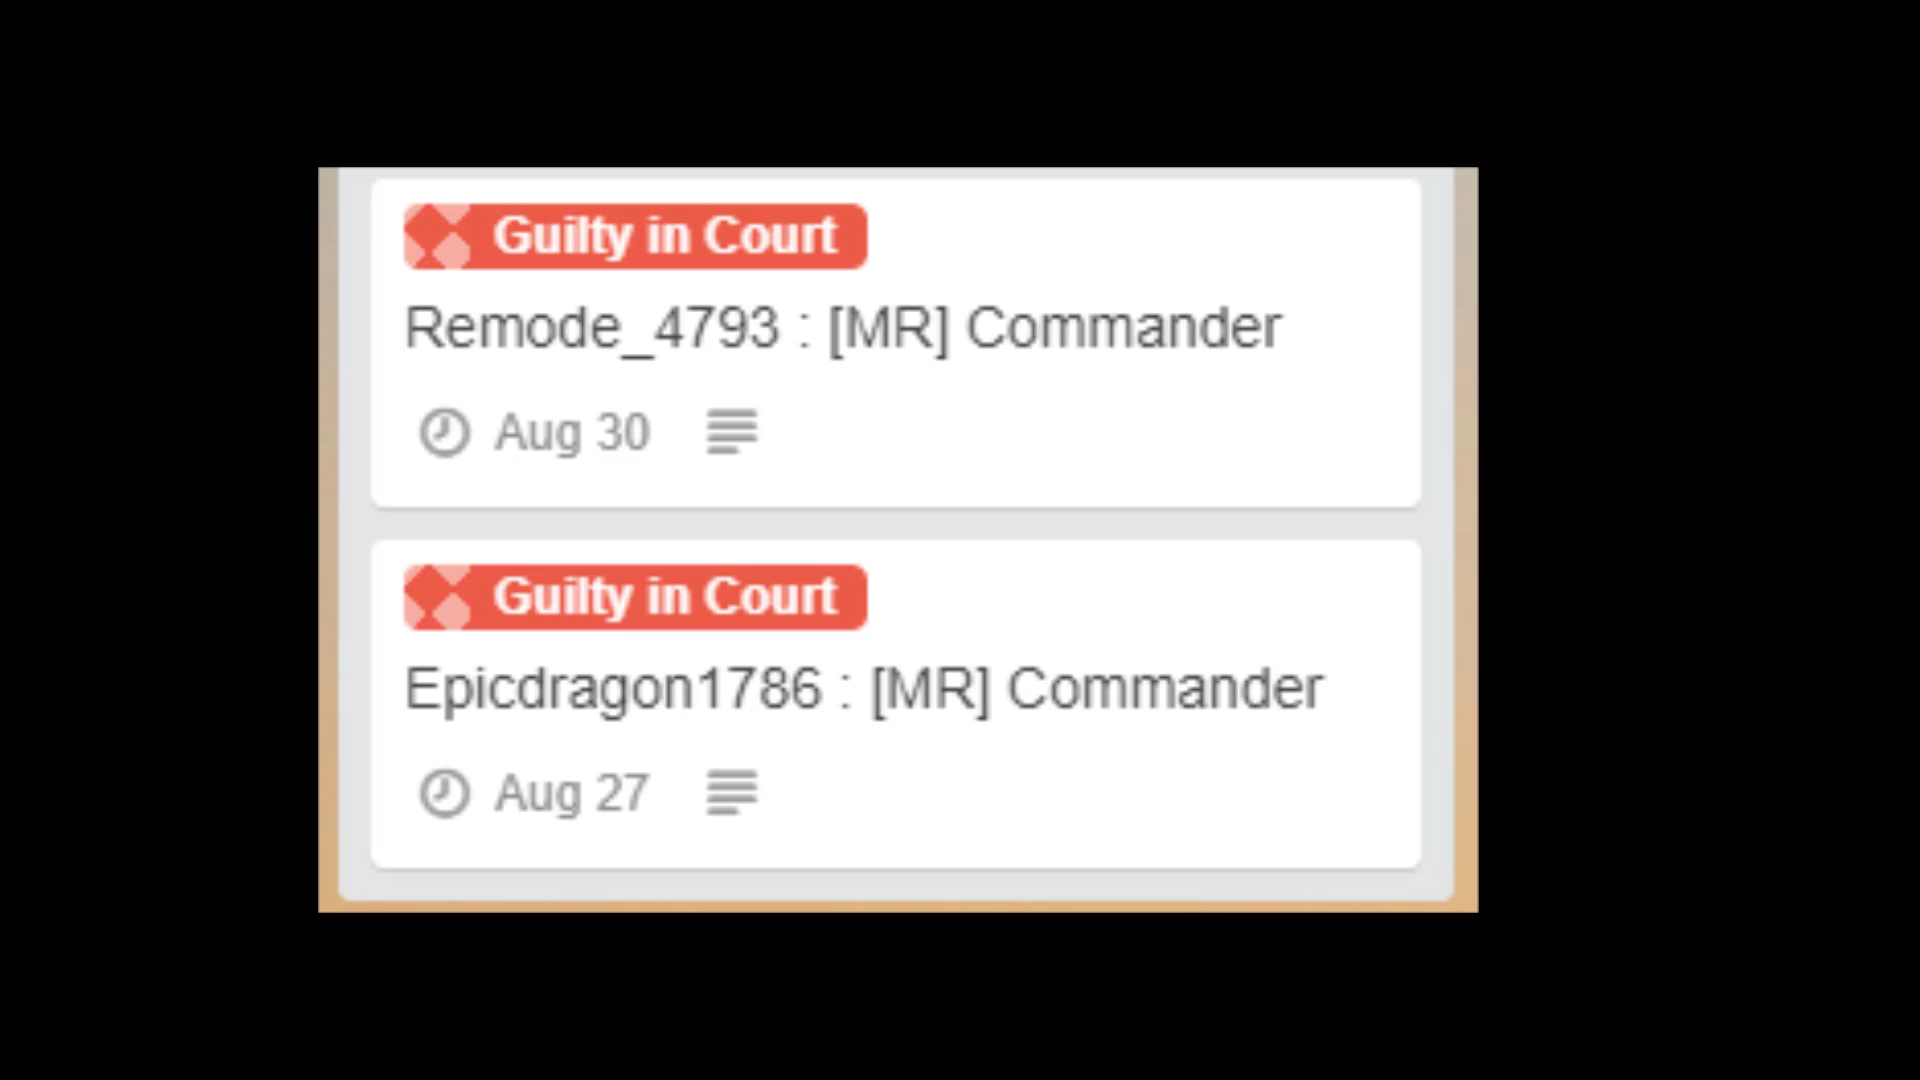 Guilty in Court
Remode_4793 : [MR] Commander
Aug 30
Guilty in Court
Epicdragon1786 : [MR] Commander
Aug 27